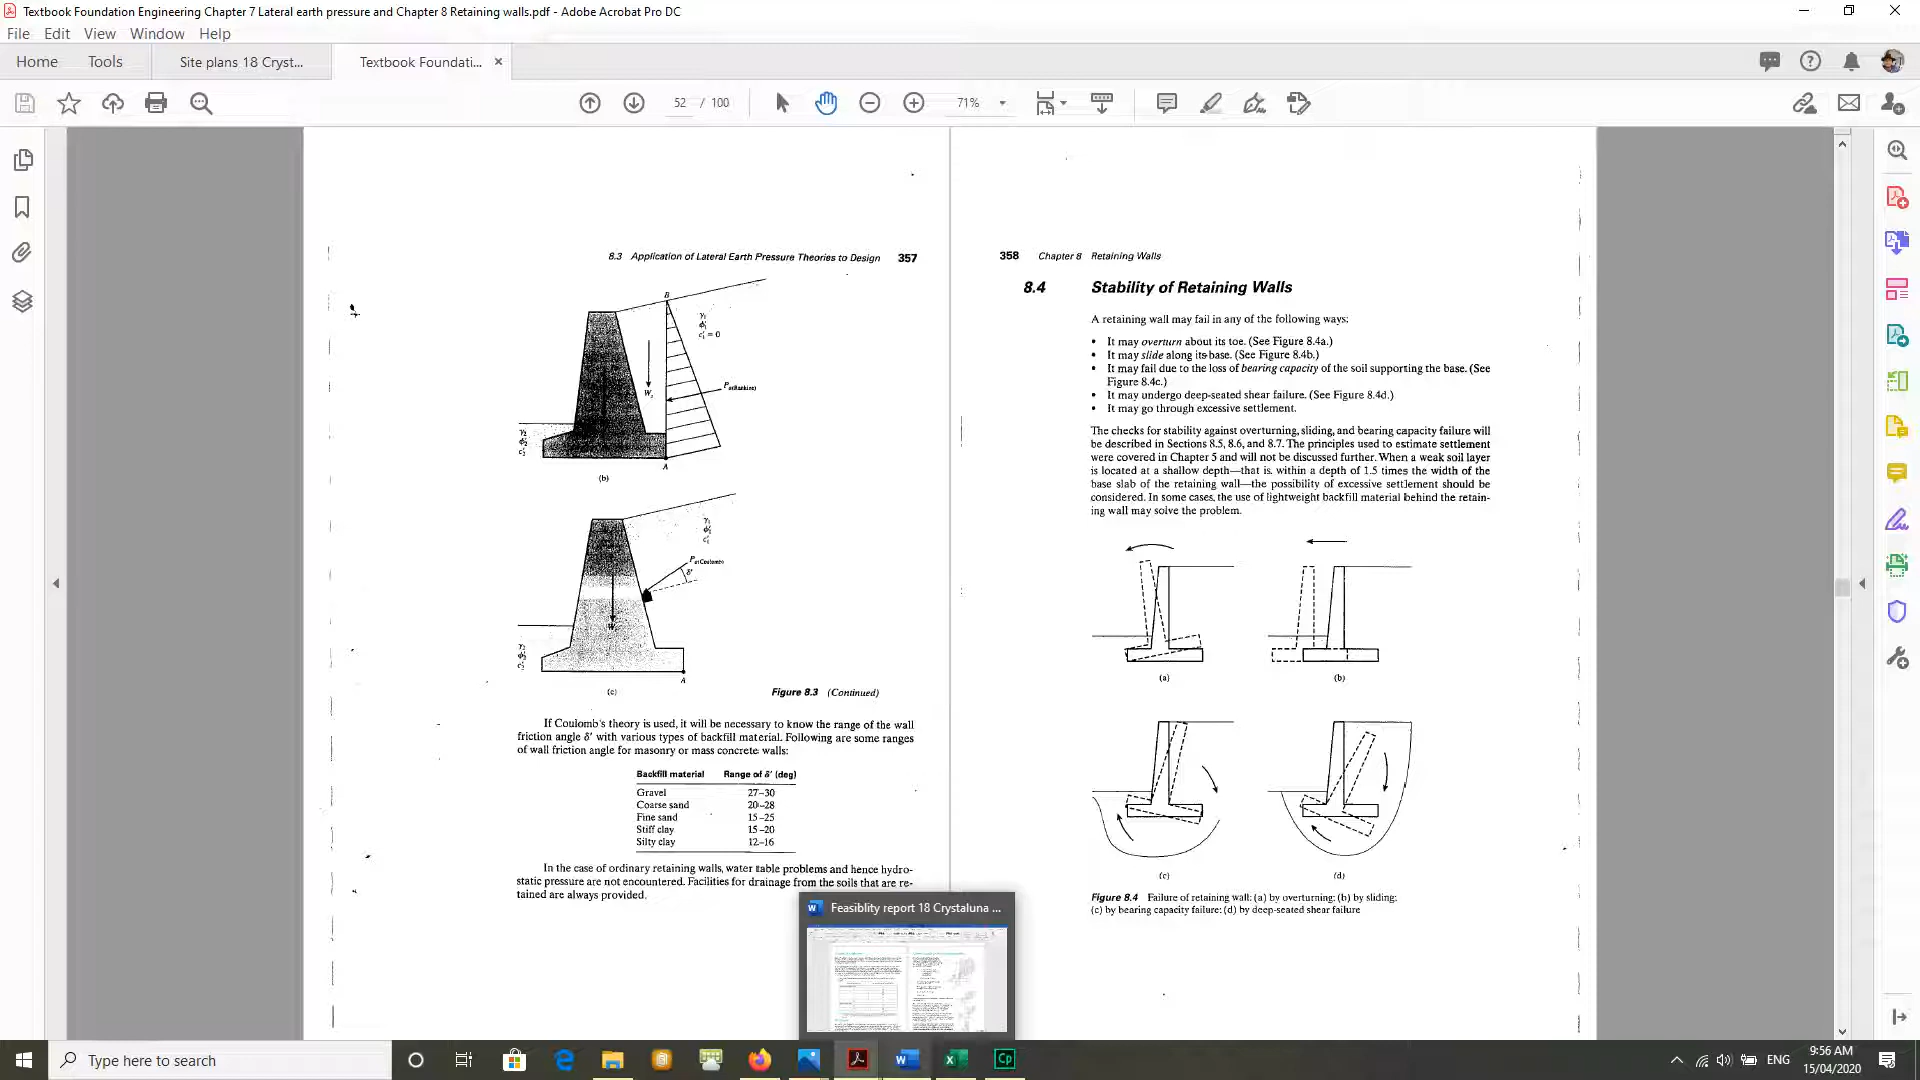 Textbook Foundation Engineering Chapter 7 Lateral earth pressure and Chapter 8 Retaining walls.pdf - Adobe Acrobat Pro DC
File Edit View Window Help
Home Tools Site plans 18 Cryst... Textbook Foundati... ×
52 / 100 71%
8.3 Application of Lateral Earth Pressure Theories to Design 357
B
γ₁
ϕ′₁
c′₁ = 0
Pa(Rankine)
Ws
γ₂
ϕ′₂
c′₂
A
(b)
γ₁
ϕ′₁
c′₁
Pa(Coulomb)
δ′
γ₂
ϕ′₂
c′₂
A
(c)
Figure 8.3 (Continued)
If Coulomb's theory is used, it will be necessary to know the range of the wall
friction angle δ′ with various types of backfill material. Following are some ranges
of wall friction angle for masonry or mass concrete walls:
Backfill material Range of δ′ (deg)
Gravel 27–30
Coarse sand 20–28
Fine sand 15–25
Stiff clay 15–20
Silty clay 12–16
In the case of ordinary retaining walls, water table problems and hence hydro-
static pressure are not encountered. Facilities for drainage from the soils that are re-
tained are always provided.
358 Chapter 8 Retaining Walls
8.4 Stability of Retaining Walls
A retaining wall may fail in any of the following ways:
• It may overturn about its toe. (See Figure 8.4a.)
• It may slide along its base. (See Figure 8.4b.)
• It may fail due to the loss of bearing capacity of the soil supporting the base. (See
Figure 8.4c.)
• It may undergo deep-seated shear failure. (See Figure 8.4d.)
• It may go through excessive settlement.
The checks for stability against overturning, sliding, and bearing capacity failure will
be described in Sections 8.5, 8.6, and 8.7. The principles used to estimate settlement
were covered in Chapter 5 and will not be discussed further. When a weak soil layer
is located at a shallow depth—that is, within a depth of 1.5 times the width of the
base slab of the retaining wall—the possibility of excessive settlement should be
considered. In some cases, the use of lightweight backfill material behind the retain-
ing wall may solve the problem.
(a) (b)
(c) (d)
Figure 8.4 Failure of retaining wall: (a) by overturning; (b) by sliding;
(c) by bearing capacity failure; (d) by deep-seated shear failure
Feasiblity report 18 Crystaluna ...
Type here to search
ENG
9:56 AM
15/04/2020